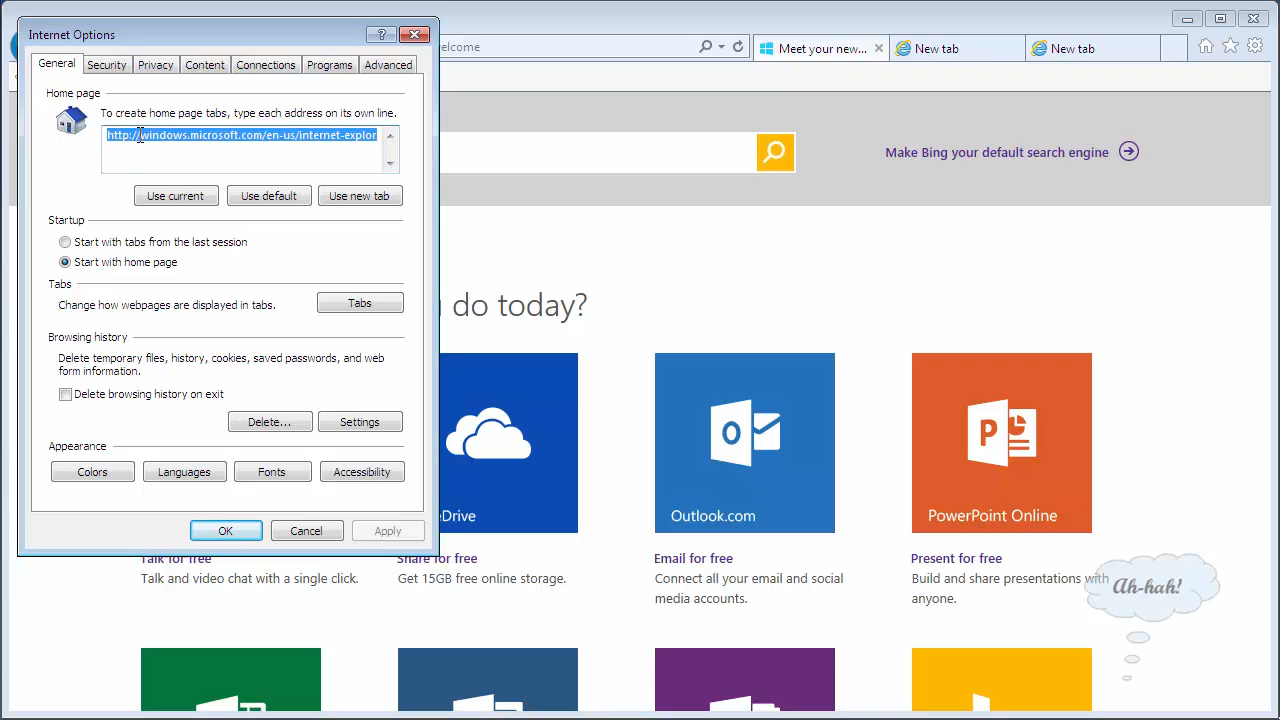 Internet Options
?
General
Security
Privacy
Content
Connections
Programs
Advanced
Home page
To create home page tabs, type each address on its own line.
http://windows.microsoft.com/en-us/internet-explor
Use current
Use default
Use new tab
Startup
Start with tabs from the last session
Start with home page
Tabs
Change how webpages are displayed in tabs.
Tabs
Browsing history
Delete temporary files, history, cookies, saved passwords, and web
form information.
Delete browsing history on exit
Delete...
Settings
Appearance
Colors
Languages
Fonts
Accessibility
OK
Cancel
Apply
elcome
Meet your new...
New tab
New tab
Make Bing your default search engine
do today?
eDrive
Outlook.com
PowerPoint Online
Talk for free
Talk and video chat with a single click.
Share for free
Get 15GB free online storage.
Email for free
Connect all your email and social
media accounts.
Present for free
Build and share presentations with
anyone.
Ah-hah!